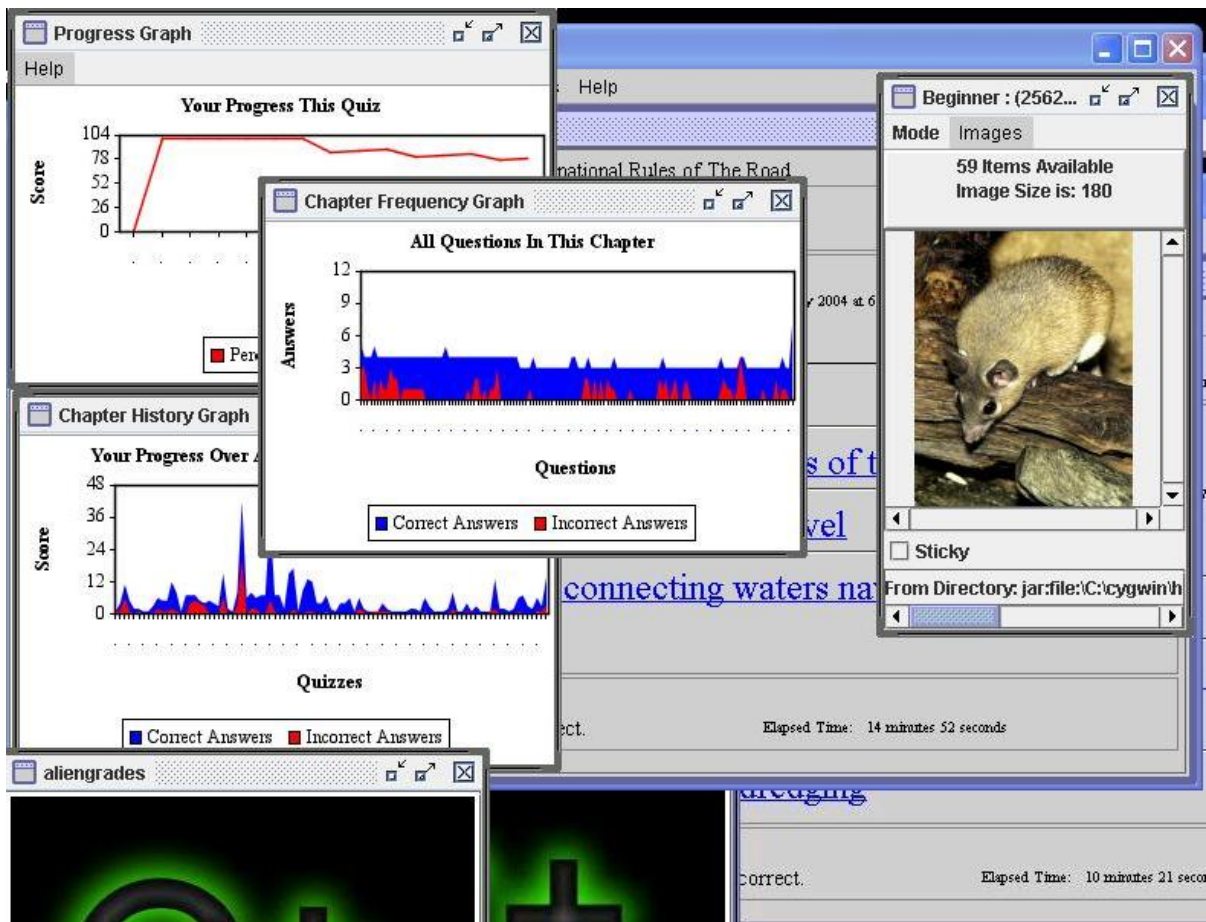 Progress Graph
Help
Your Progress This Quiz
Score
104
78
52
26
0
Help
national Rules of The Road
2004 at 6
Chapter Frequency Graph
All Questions In This Chapter
Answers
12
9
6
3
0
Questions
Correct Answers
Incorrect Answers
Beginner : (2562...
Mode Images
59 Items Available
Image Size is: 180
Sticky
From Directory: jar:file:\C:\cygwin\h
Chapter History Graph
Your Progress Over
Score
48
36
24
12
0
Quizzes
Correct Answers
Incorrect Answers
s of t
vel
connecting waters na
ect.
Elapsed Time: 14 minutes 52 seconds
aliengrades
dredging
correct.
Elapsed Time: 10 minutes 21 seco